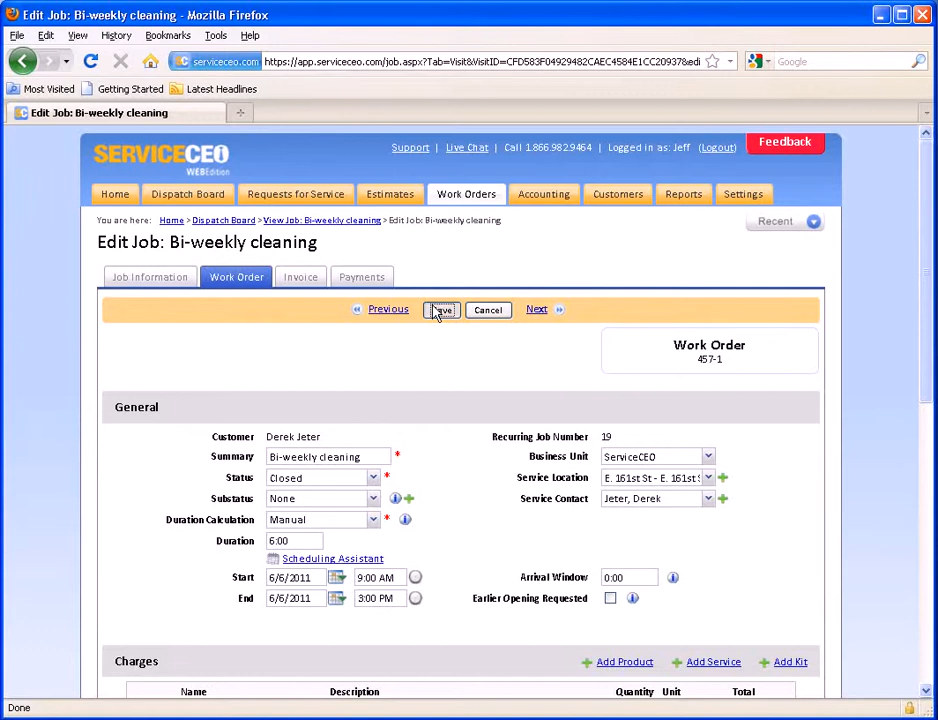 Edit Job: Bi-weekly cleaning - Mozilla Firefox
File Edit View History Bookmarks Tools Help
serviceceo.com https://app.serviceceo.com/job.aspx?Tab=Visit&VisitID=CFD583F04929482CAEC4584E1CC20937&edi Google
Most Visited Getting Started Latest Headlines
Edit Job: Bi-weekly cleaning
SERVICECEO WEBEdition
Support | Live Chat | Call 1.866.982.9464 | Logged in as: Jeff (Logout) Feedback
Home Dispatch Board Requests for Service Estimates Work Orders Accounting Customers Reports Settings
You are here: Home > Dispatch Board > View Job: Bi-weekly cleaning > Edit Job: Bi-weekly cleaning Recent
Edit Job: Bi-weekly cleaning
Job Information Work Order Invoice Payments
Previous Cancel Next
Work Order
457-1
General
Customer Derek Jeter Recurring Job Number 19
Summary Bi-weekly cleaning * Business Unit ServiceCEO
Status Closed * Service Location E. 161st St - E. 161st S
Substatus None Service Contact Jeter, Derek
Duration Calculation Manual *
Duration 6:00
Scheduling Assistant
Start 6/6/2011 9:00 AM Arrival Window 0:00
End 6/6/2011 3:00 PM Earlier Opening Requested
Charges Add Product Add Service Add Kit
Name Description Quantity Unit Total
Done